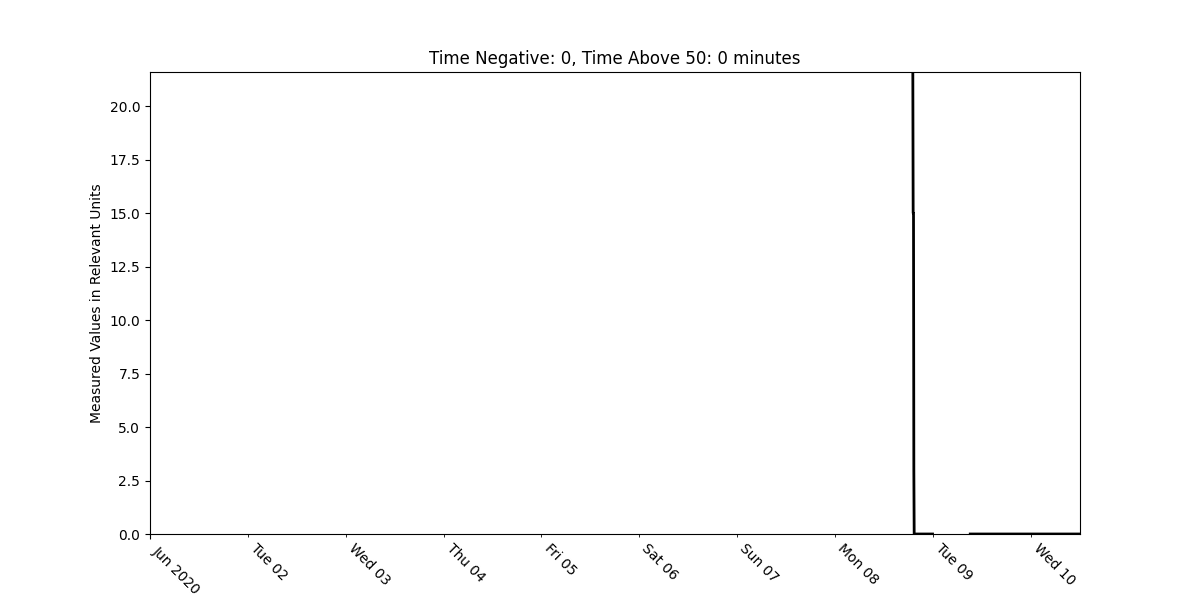 Time Negative: 0, Time Above 50: 0 minutes
Measured Values in Relevant Units
20.0
17.5
15.0
12.5
10.0
7.5
5.0
2.5
0.0
Jun 2020
Tue 02
Wed 03
Thu 04
Fri 05
Sat 06
Sun 07
Mon 08
Tue 09
Wed 10